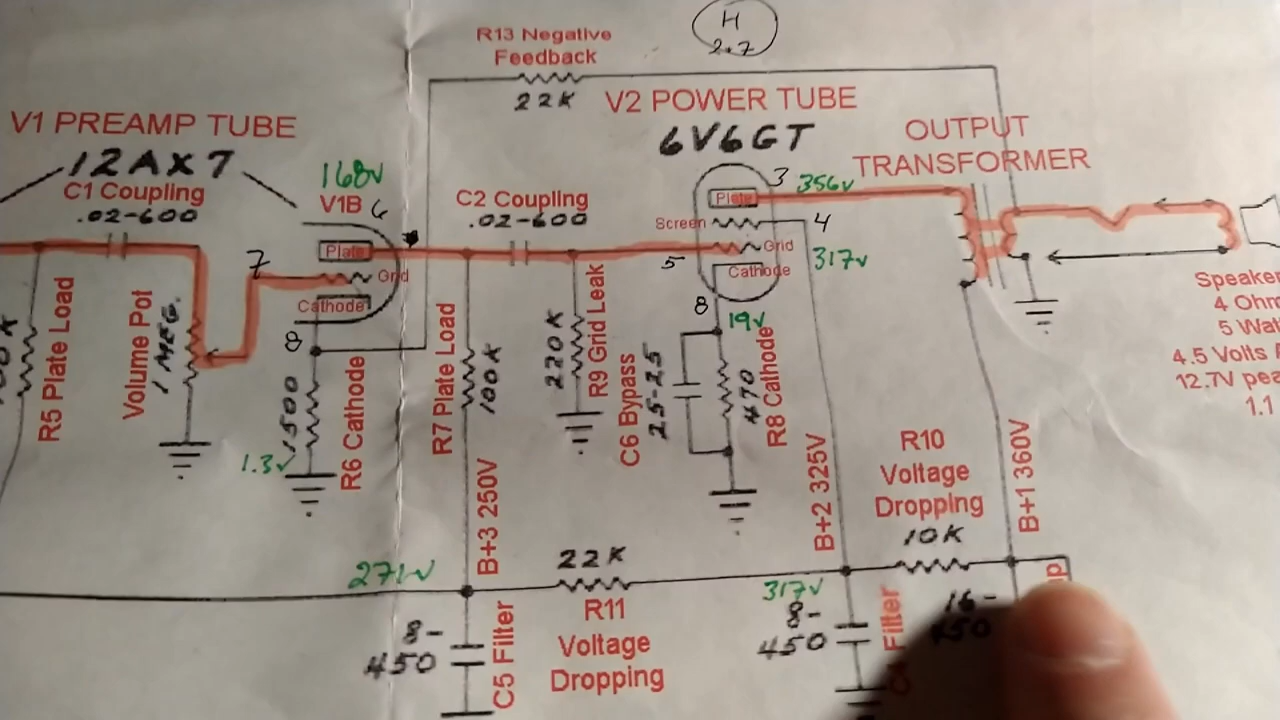 H
2.7
R13 Negative
Feedback
22K
V1 PREAMP TUBE
12AX7
V2 POWER TUBE
6V6GT
OUTPUT
TRANSFORMER
C1 Coupling
.02-600
168v
V1B 6
C2 Coupling
.02-600
Plate
3
356v
Screen
4
Grid
317v
5
Cathode
7
Plate
Grid
Cathode
8
8
19v
R5 Plate Load
Volume Pot
1 MEG.
1500
R6 Cathode
1.3v
R7 Plate Load
100K
220K
R9 Grid Leak
C6 Bypass
25-25
470
R8 Cathode
Speaker
4 Ohm
5 Wat
4.5 Volts
12.7V pea
1.1
R10
Voltage
Dropping
10K
B+1 360V
B+2 325V
B+3 250V
271v
22K
R11
Voltage
Dropping
317v
8-
450
C5 Filter
8-
450
Filter
16-
450